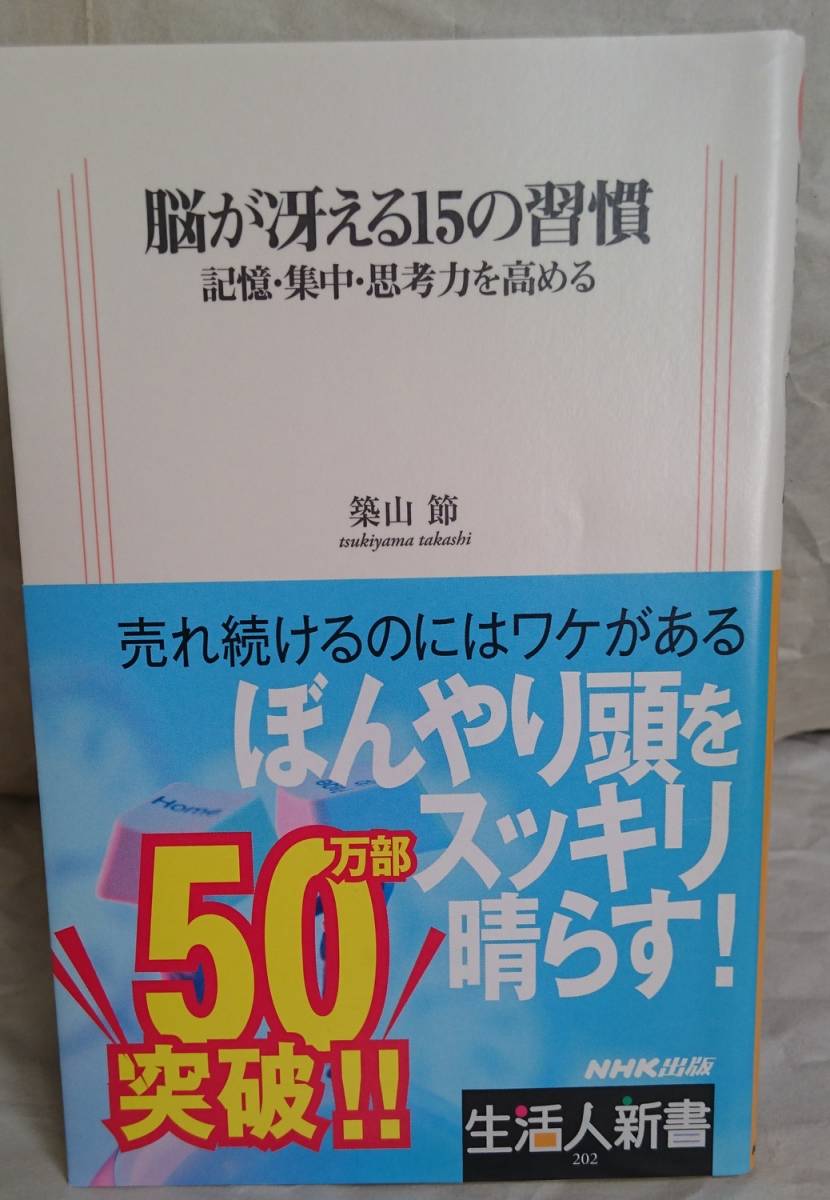 脳が冴える15の習慣
記憶・集中・思考力を高める
築山 節
tsukiyama takashi
売れ続けるのにはワケがある
ぼんやり頭を
スッキリ
晴らす!
Home
50万部
突破!!
NHK出版
生活人新書
202